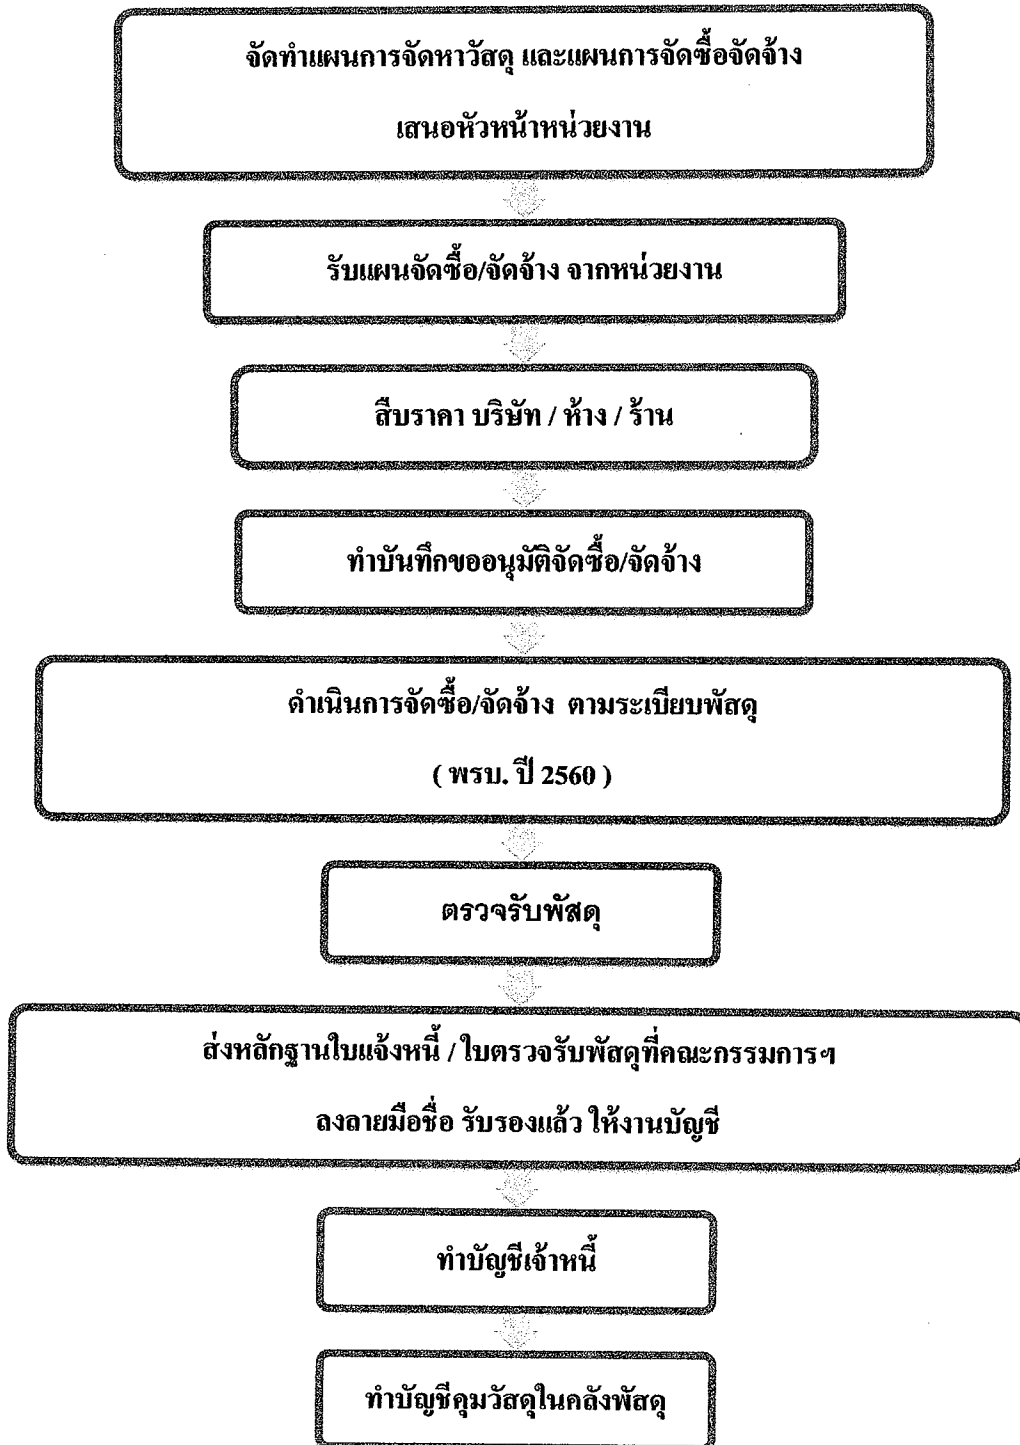 จัดทำแผนการจัดหาวัสดุ และแผนการจัดซื้อจัดจ้าง
เสนอหัวหน้าหน่วยงาน
รับแผนจัดซื้อ/จัดจ้าง จากหน่วยงาน
สืบราคา บริษัท / ห้าง / ร้าน
ทำบันทึกขออนุมัติจัดซื้อ/จัดจ้าง
ดำเนินการจัดซื้อ/จัดจ้าง ตามระเบียบพัสดุ
( พรบ. ปี 2560 )
ตรวจรับพัสดุ
ส่งหลักฐานใบแจ้งหนี้ / ใบตรวจรับพัสดุที่คณะกรรมการฯ
ลงลายมือชื่อ รับรองแล้ว ให้งานบัญชี
ทำบัญชีเจ้าหนี้
ทำบัญชีคุมวัสดุในคลังพัสดุ